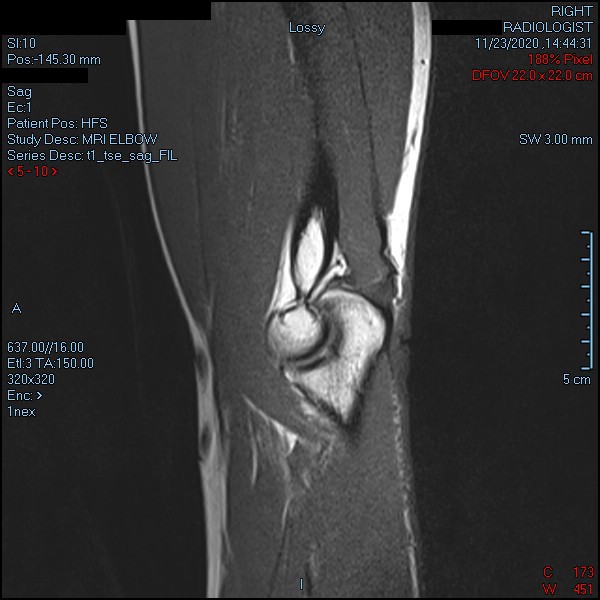 RIGHT
Lossy
RADIOLOGIST
SI:10
11/23/2020 ,14:44:31
Pos:-145.30 mm
188% Pixel
DFOV 22.0 x 22.0 cm
Sag
Ec:1
Patient Pos: HFS
Study Desc: MRI ELBOW
SW 3.00 mm
Series Desc: t1_tse_sag_FIL
< 5 - 10 >
A
637.00//16.00
Etl:3 TA:150.00
320x320
5 cm
Enc: >
1nex
I
C 173
W 451